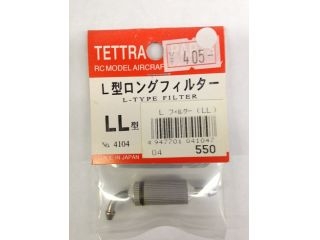 TETTRA
¥405-
RC MODEL AIRCRAFT
L型ロングフィルター
L-TYPE FILTER
LL型
No. 4104
L フィルター(LL)
4 947701 041047
04
550
MADE IN JAPAN